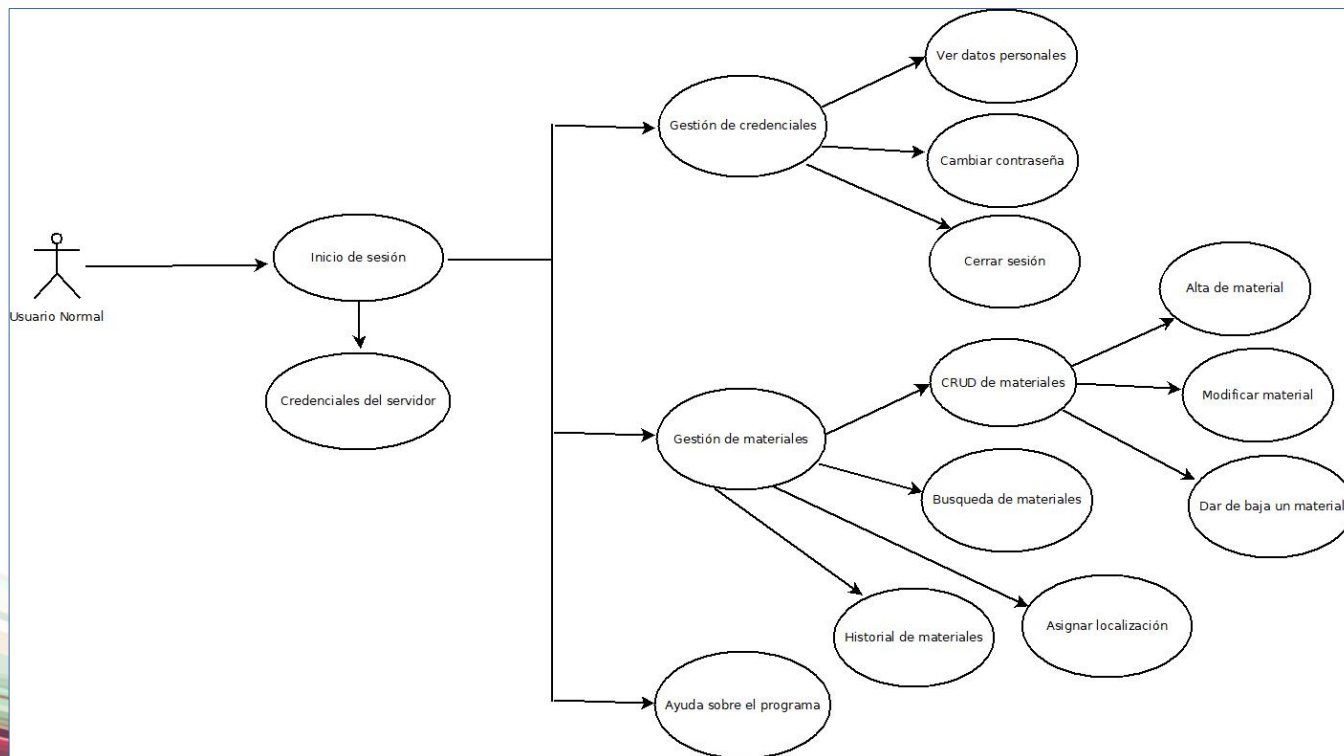 Ver datos personales
Gestión de credenciales
Cambiar contraseña
Inicio de sesión
Cerrar sesión
Usuario Normal
Alta de material
Credenciales del servidor
CRUD de materiales
Modificar material
Gestión de materiales
Busqueda de materiales
Dar de baja un material
Historial de materiales
Asignar localización
Ayuda sobre el programa